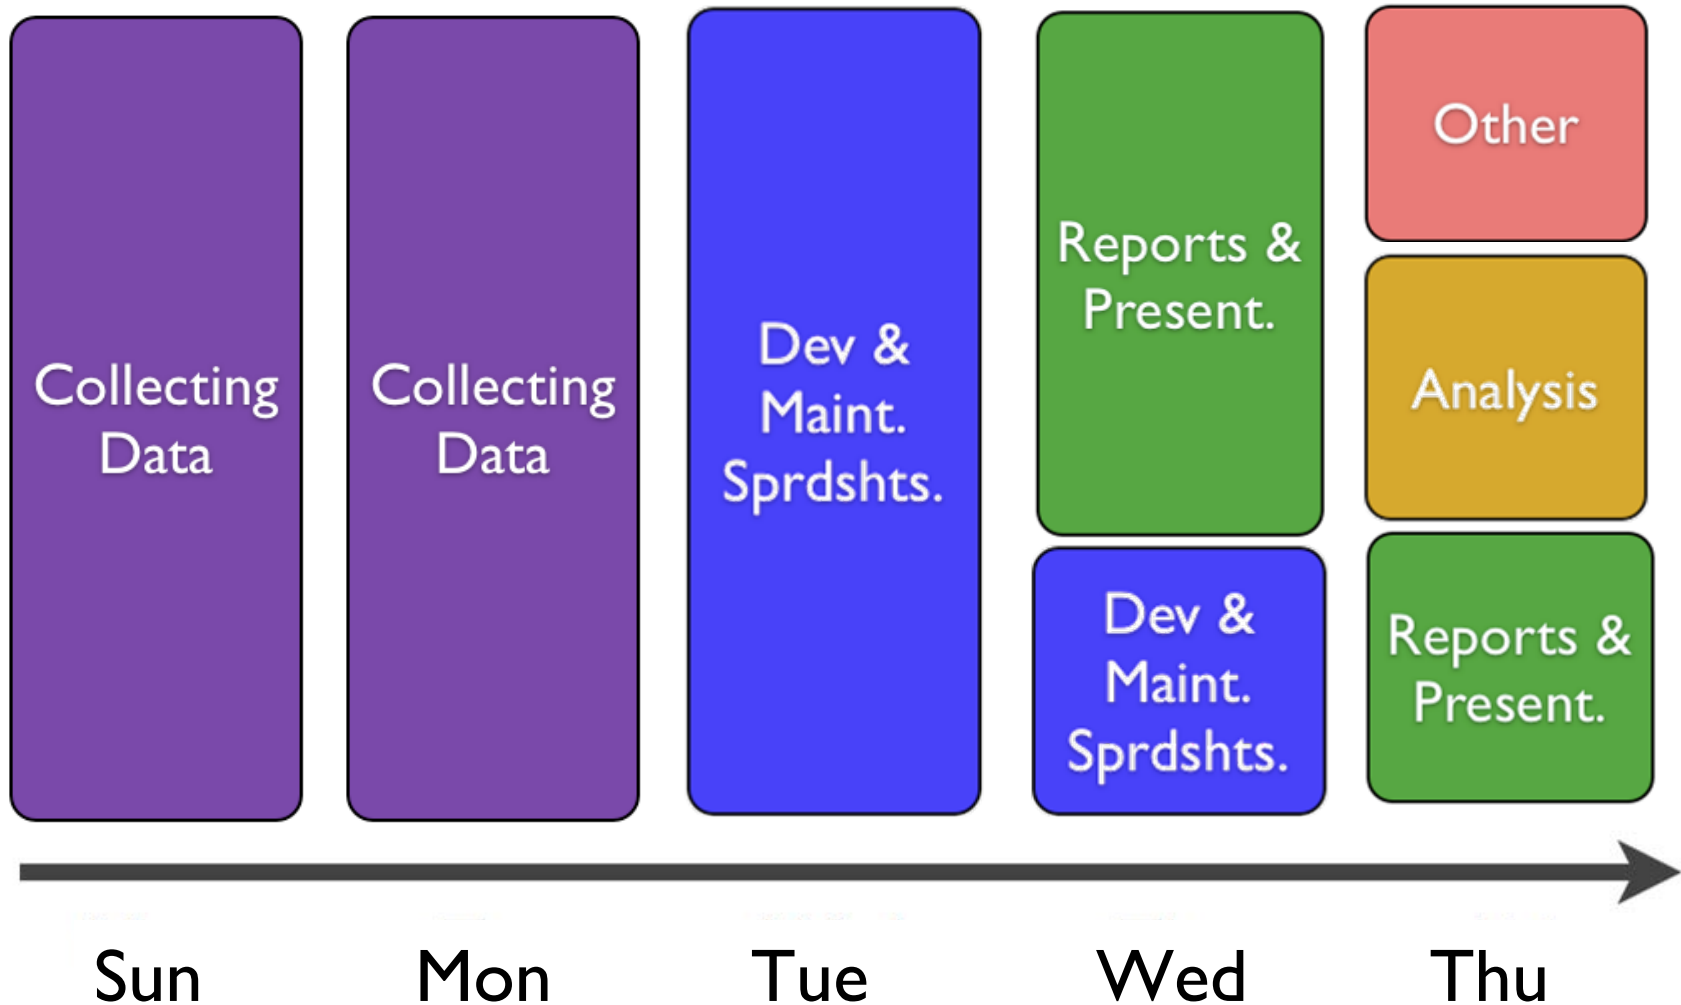 Collecting
Data
Collecting
Data
Dev &
Maint.
Sprdshts.
Reports &
Present.
Dev &
Maint.
Sprdshts.
Other
Analysis
Reports &
Present.
Sun
Mon
Tue
Wed
Thu